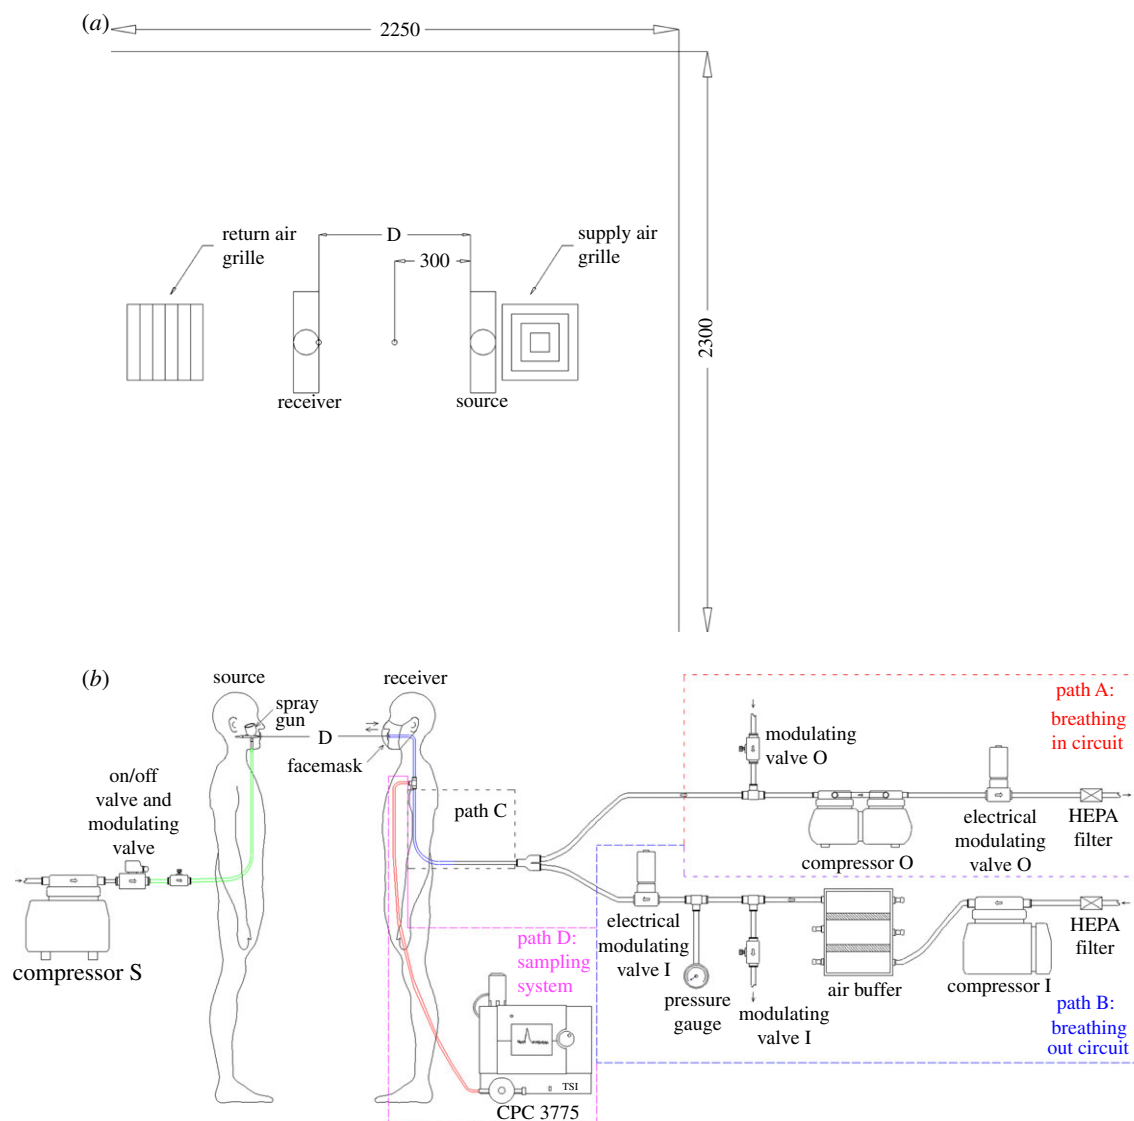 (a)
2250
return air
grille
D
supply air
grille
300
2300
receiver
source
(b)
source
receiver
path A:
breathing
in circuit
spray
gun
D
facemask
modulating
valve O
on/off
valve and
modulating
valve
path C
compressor O
electrical
modulating
valve O
HEPA
filter
compressor S
path D:
sampling
system
electrical
modulating
valve I
pressure
gauge
modulating
valve I
air buffer
compressor I
HEPA
filter
path B:
breathing
out circuit
TSI
CPC 3775